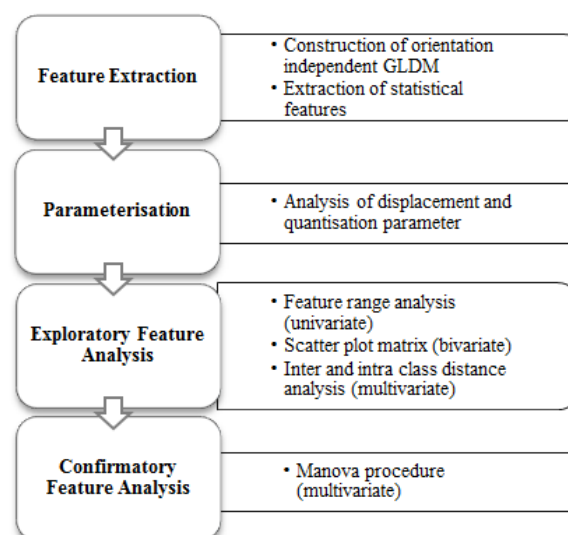 Feature Extraction
• Construction of orientation
independent GLDM
• Extraction of statistical
features
Parameterisation
• Analysis of displacement and
quantisation parameter
Exploratory Feature
Analysis
• Feature range analysis
(univariate)
• Scatter plot matrix (bivariate)
• Inter and intra class distance
analysis (multivariate)
Confirmatory
Feature Analysis
• Manova procedure
(multivariate)